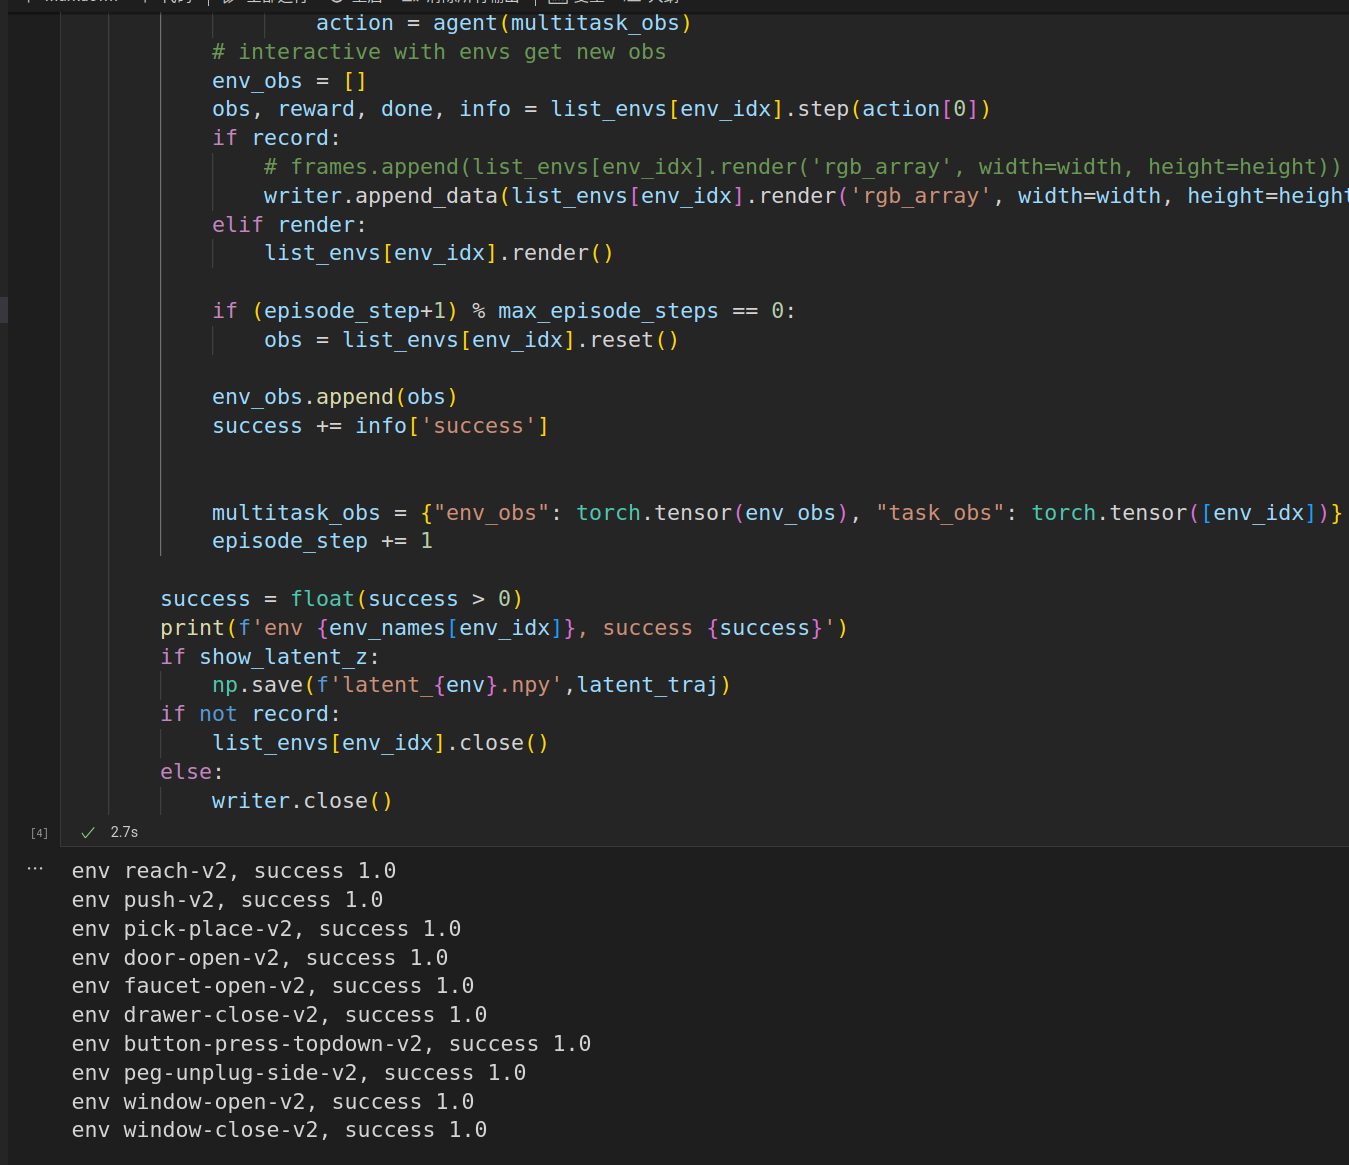 action = agent(multitask_obs)
# interactive with envs get new obs
env_obs = []
obs, reward, done, info = list_envs[env_idx].step(action[0])
if record:
# frames.append(list_envs[env_idx].render('rgb_array', width=width, height=height))
writer.append_data(list_envs[env_idx].render('rgb_array', width=width, height=height
elif render:
list_envs[env_idx].render()
if (episode_step+1) % max_episode_steps == 0:
obs = list_envs[env_idx].reset()
env_obs.append(obs)
success += info['success']
multitask_obs = {"env_obs": torch.tensor(env_obs), "task_obs": torch.tensor([env_idx])}
episode_step += 1
success = float(success > 0)
print(f'env {env_names[env_idx]}, success {success}')
if show_latent_z:
np.save(f'latent_{env}.npy',latent_traj)
if not record:
list_envs[env_idx].close()
else:
writer.close()
[4] ✓ 2.7s
... env reach-v2, success 1.0
env push-v2, success 1.0
env pick-place-v2, success 1.0
env door-open-v2, success 1.0
env faucet-open-v2, success 1.0
env drawer-close-v2, success 1.0
env button-press-topdown-v2, success 1.0
env peg-unplug-side-v2, success 1.0
env window-open-v2, success 1.0
env window-close-v2, success 1.0